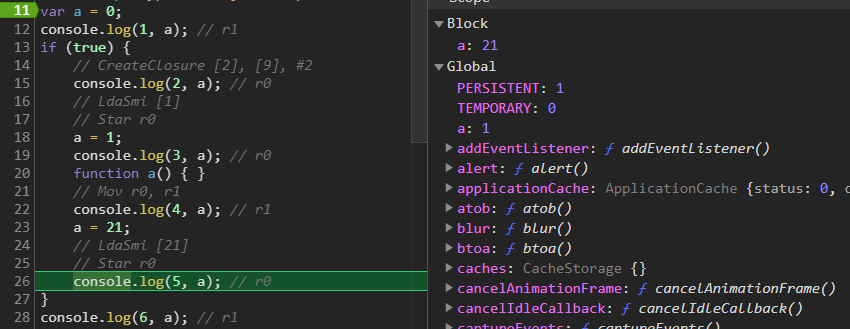 11 var a = 0;
12 console.log(1, a); // r1
13 if (true) {
14 // CreateClosure [2], [9], #2
15 console.log(2, a); // r0
16 // LdaSmi [1]
17 // Star r0
18 a = 1;
19 console.log(3, a); // r0
20 function a() { }
21 // Mov r0, r1
22 console.log(4, a); // r1
23 a = 21;
24 // LdaSmi [21]
25 // Star r0
26 console.log(5, a); // r0
27 }
28 console.log(6, a); // r1
Block
a: 21
Global
PERSISTENT: 1
TEMPORARY: 0
a: 1
addEventListener: ƒ addEventListener()
alert: ƒ alert()
applicationCache: ApplicationCache {status: 0,
atob: ƒ atob()
blur: ƒ blur()
btoa: ƒ btoa()
caches: CacheStorage {}
cancelAnimationFrame: ƒ cancelAnimationFrame()
cancelIdleCallback: ƒ cancelIdleCallback()
captureEvents: ƒ captureEvents()